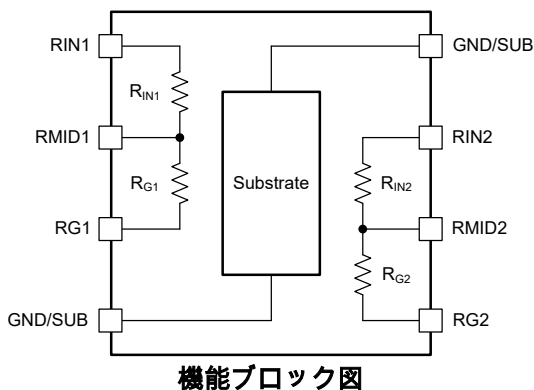 RIN1
GND/SUB
RIN1
RMID1
RIN2
RG1
Substrate
RIN2
RG1
RMID2
RG2
GND/SUB
RG2
機能ブロック図